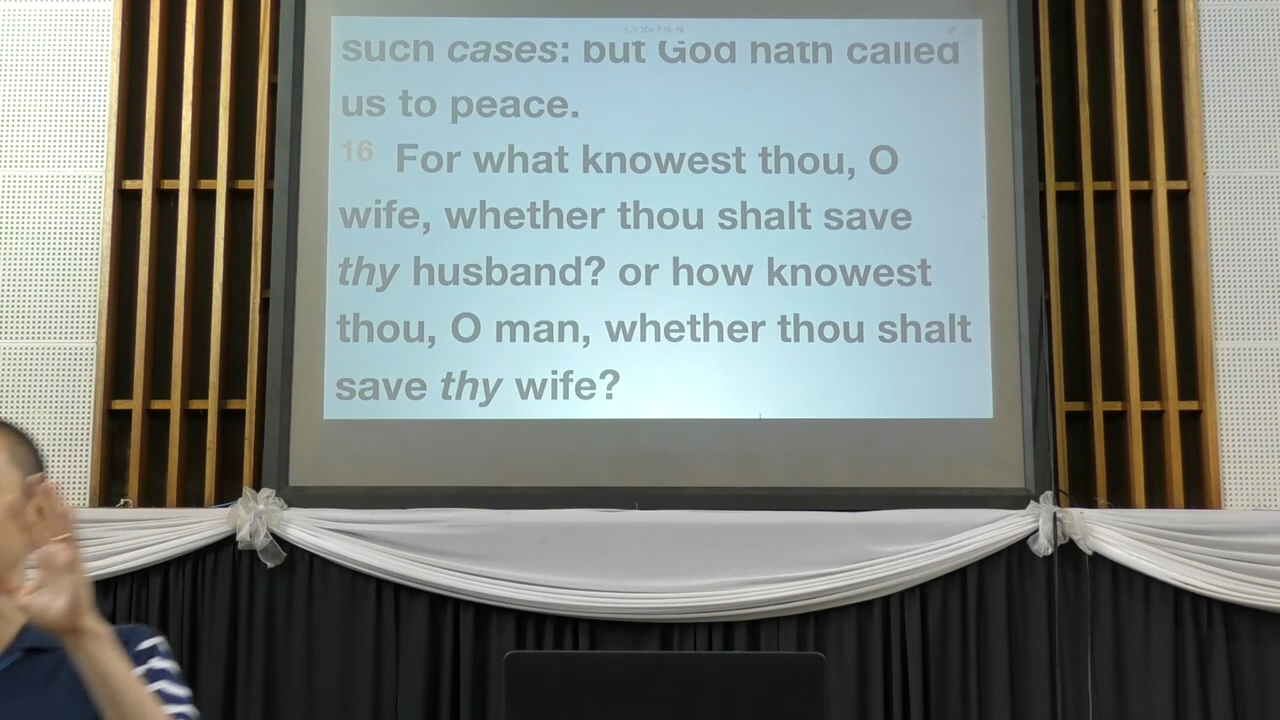 such cases: but God hath called
us to peace.
16 For what knowest thou, O
wife, whether thou shalt save
thy husband? or how knowest
thou, O man, whether thou shalt
save thy wife?